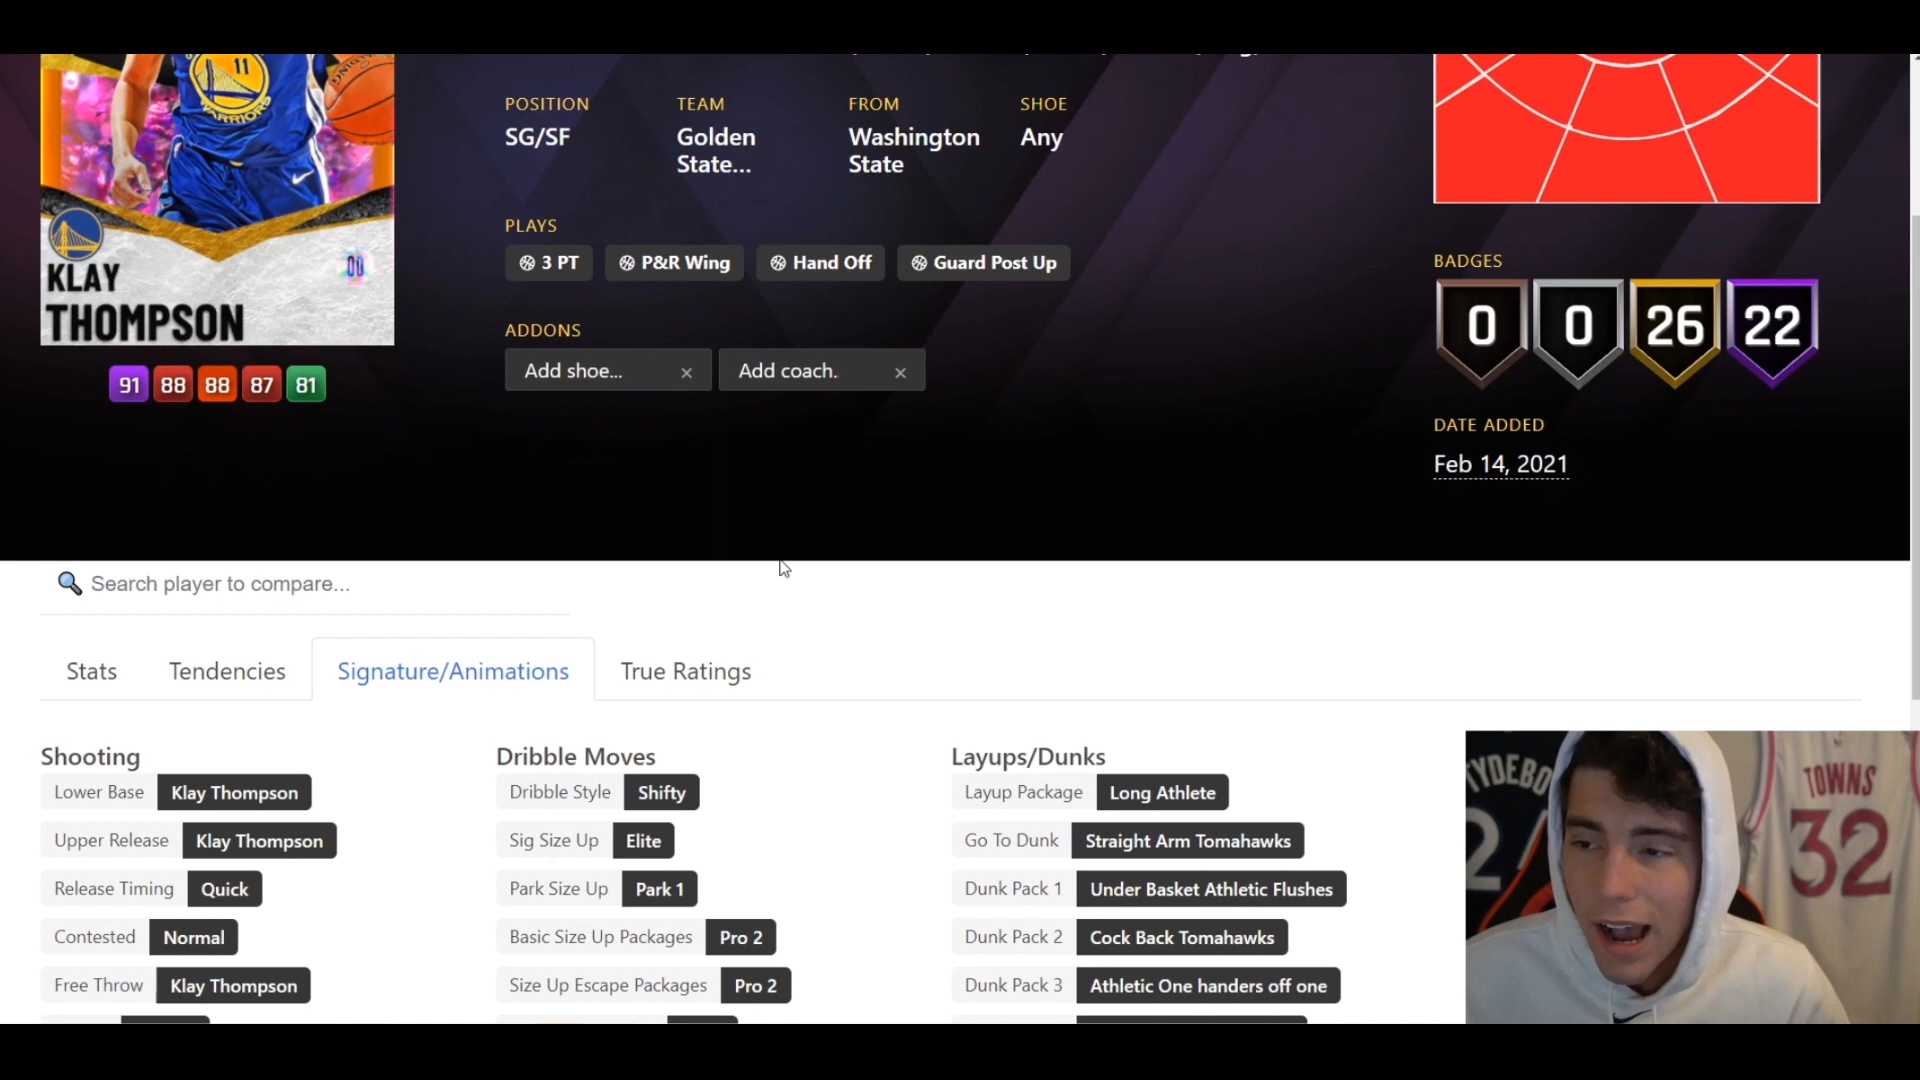 11
WARRIORS
KLAY
THOMPSON
91 88 88 87 81
POSITION
SG/SF
TEAM
Golden
State...
FROM
Washington
State
SHOE
Any
PLAYS
3 PT
P&R Wing
Hand Off
Guard Post Up
ADDONS
Add shoe... ×
Add coach. ×
BADGES
0 0 26 22
DATE ADDED
Feb 14, 2021
Search player to compare...
Stats
Tendencies
Signature/Animations
True Ratings
Shooting
Lower Base Klay Thompson
Upper Release Klay Thompson
Release Timing Quick
Contested Normal
Free Throw Klay Thompson
Dribble Moves
Dribble Style Shifty
Sig Size Up Elite
Park Size Up Park 1
Basic Size Up Packages Pro 2
Size Up Escape Packages Pro 2
Layups/Dunks
Layup Package Long Athlete
Go To Dunk Straight Arm Tomahawks
Dunk Pack 1 Under Basket Athletic Flushes
Dunk Pack 2 Cock Back Tomahawks
Dunk Pack 3 Athletic One handers off one
TYDEBO
2
TOWNS
32